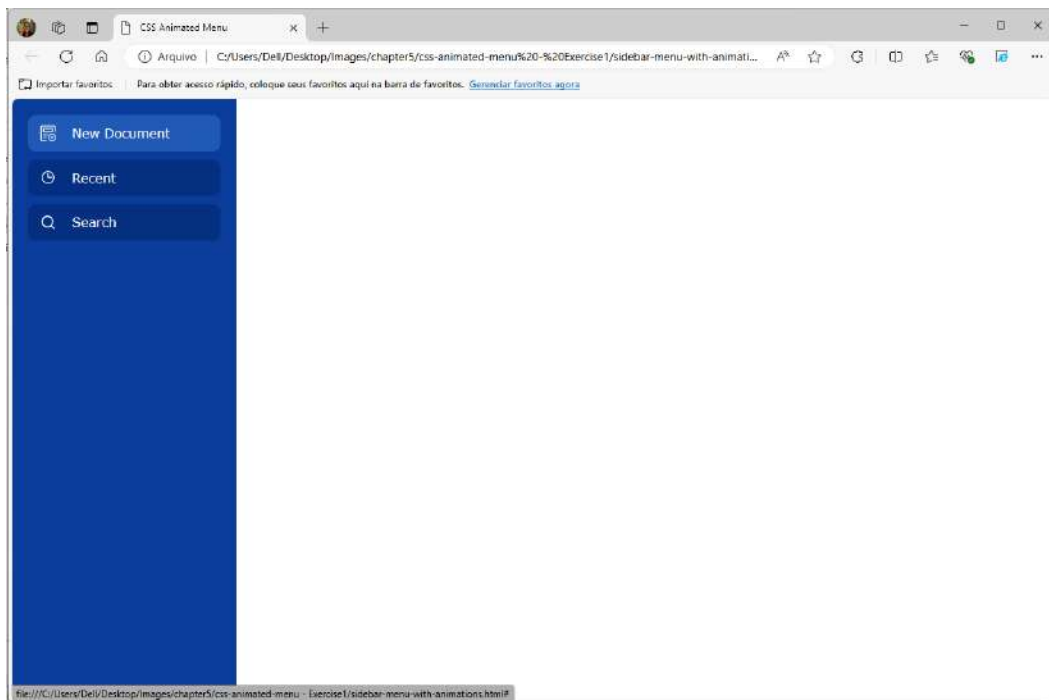 CSS Animated Menu
Arquivo C:/Users/Dell/Desktop/Images/chapter5/css-animated-menu%20-%20Exercise1/sidebar-menu-with-animati...
Importar favoritos Para obter acesso rápido, coloque seus favoritos aqui na barra de favoritos. Gerenciar favoritos agora
New Document
Recent
Search
file:///C:/Users/Dell/Desktop/Images/chapter5/css-animated-menu - Exercise1/sidebar-menu-with-animations.html#